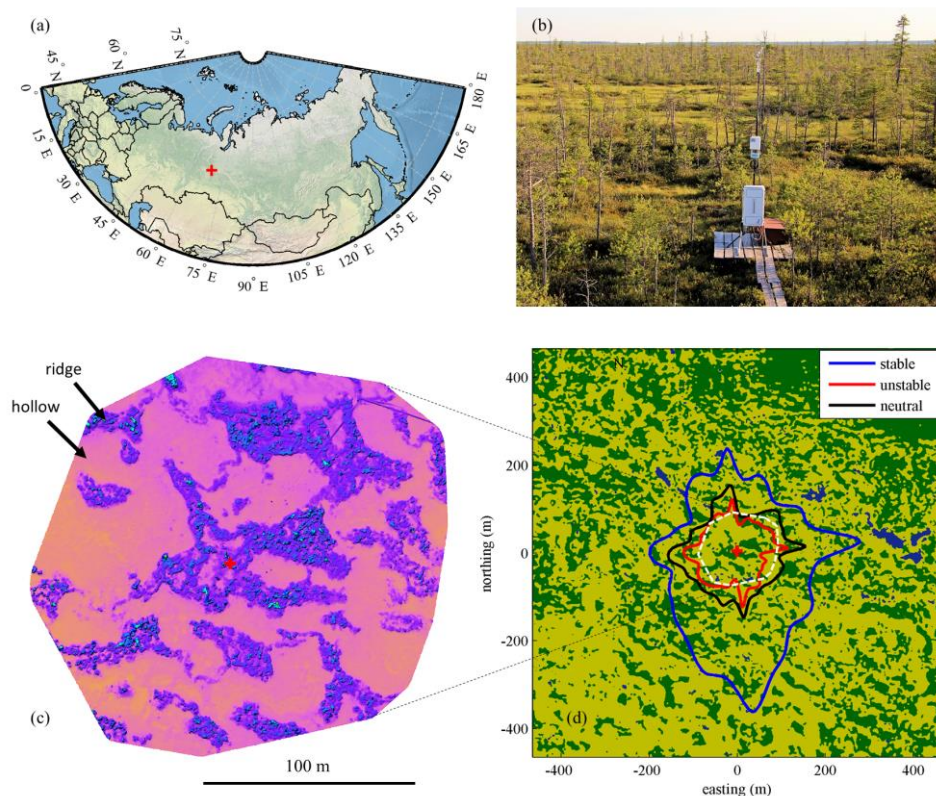 (a)
75
60
45
° N
° N
° N
0
15
30
45
60
75
90
105
120
135
150
165
180
° E
° E
° E
° E
° E
° E
° E
° E
° E
° E
° E
° E
(b)
ridge
hollow
(c)
100 m
N
stable
unstable
neutral
400
200
0
-200
-400
northing (m)
(d)
-400
-200
0
200
400
easting (m)